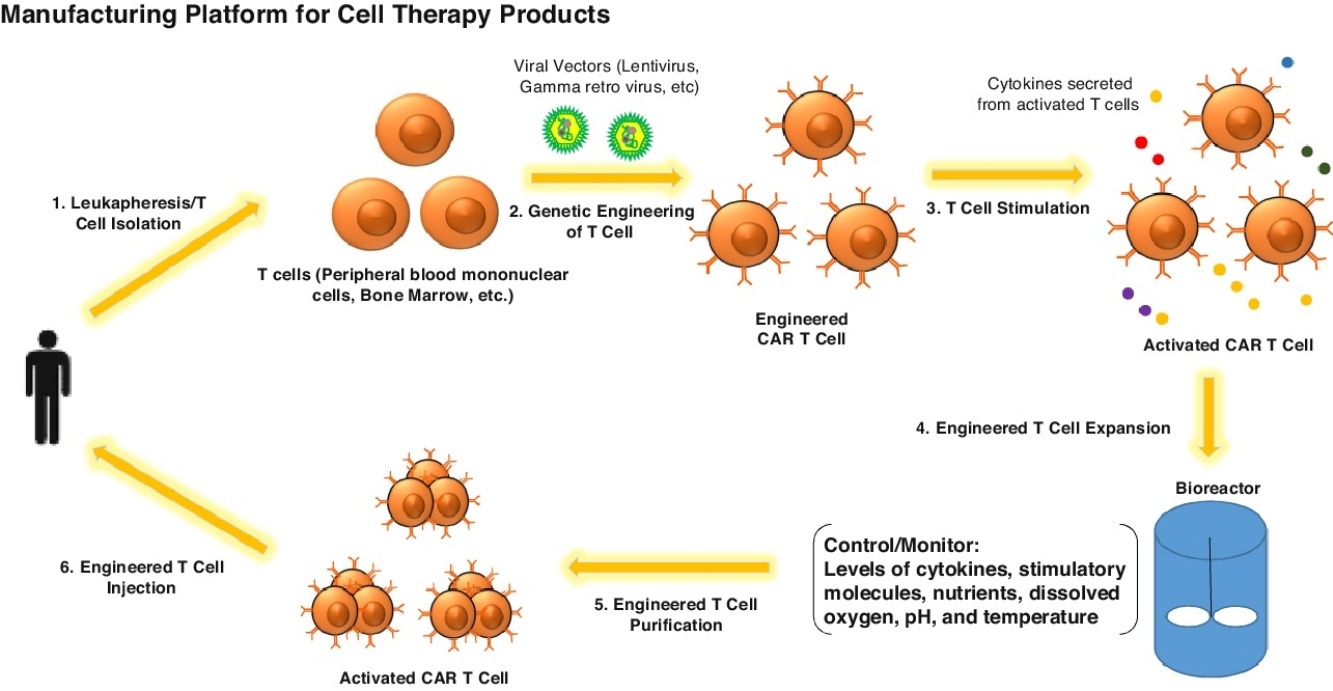 Manufacturing Platform for Cell Therapy Products
1. Leukapheresis/T
Cell Isolation
T cells (Peripheral blood mononuclear
cells, Bone Marrow, etc.)
Viral Vectors (Lentivirus,
Gamma retro virus, etc)
2. Genetic Engineering
of T Cell
Engineered
CAR T Cell
3. T Cell Stimulation
Cytokines secreted
from activated T cells
Activated CAR T Cell
4. Engineered T Cell Expansion
Bioreactor
Control/Monitor:
Levels of cytokines, stimulatory
molecules, nutrients, dissolved
oxygen, pH, and temperature
5. Engineered T Cell
Purification
Activated CAR T Cell
6. Engineered T Cell
Injection